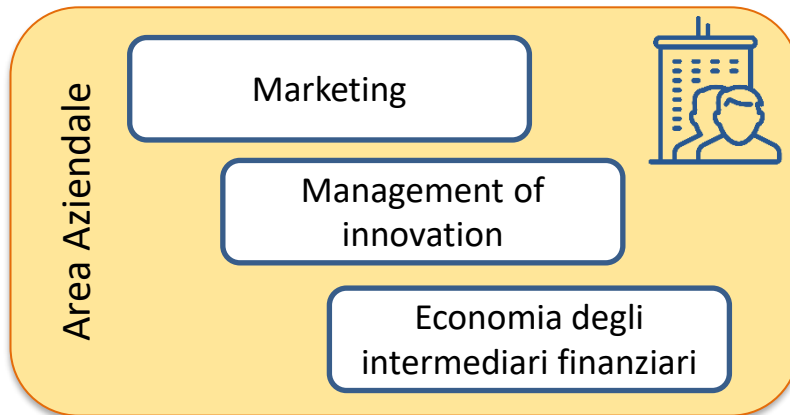 Area Aziendale
Marketing
Management of
innovation
Economia degli
intermediari finanziari